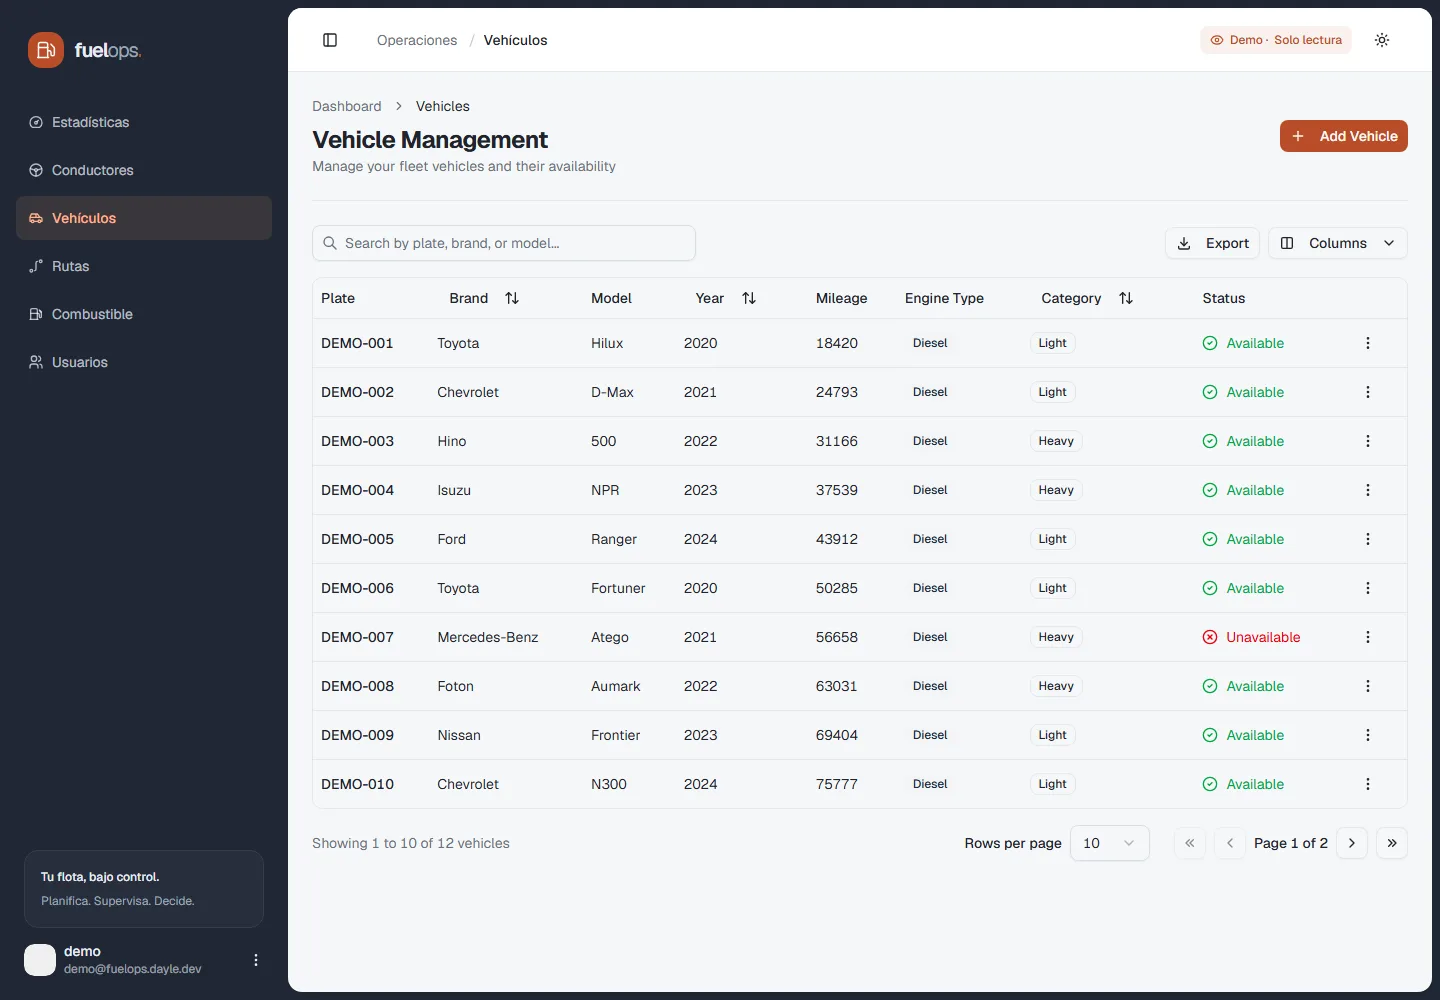 fuelops.
Estadísticas
Conductores
Vehículos
Rutas
Combustible
Usuarios
Tu flota, bajo control.
Planifica. Supervisa. Decide.
demo
demo@fuelops.dayle.dev
Operaciones / Vehículos
Demo · Solo lectura
Dashboard > Vehicles
Vehicle Management
Manage your fleet vehicles and their availability
Add Vehicle
Search by plate, brand, or model...
Export
Columns
Plate Brand Model Year Mileage Engine Type Category Status
DEMO-001 Toyota Hilux 2020 18420 Diesel Light Available
DEMO-002 Chevrolet D-Max 2021 24793 Diesel Light Available
DEMO-003 Hino 500 2022 31166 Diesel Heavy Available
DEMO-004 Isuzu NPR 2023 37539 Diesel Heavy Available
DEMO-005 Ford Ranger 2024 43912 Diesel Light Available
DEMO-006 Toyota Fortuner 2020 50285 Diesel Light Available
DEMO-007 Mercedes-Benz Atego 2021 56658 Diesel Heavy Unavailable
DEMO-008 Foton Aumark 2022 63031 Diesel Heavy Available
DEMO-009 Nissan Frontier 2023 69404 Diesel Light Available
DEMO-010 Chevrolet N300 2024 75777 Diesel Light Available
Showing 1 to 10 of 12 vehicles
Rows per page 10
Page 1 of 2